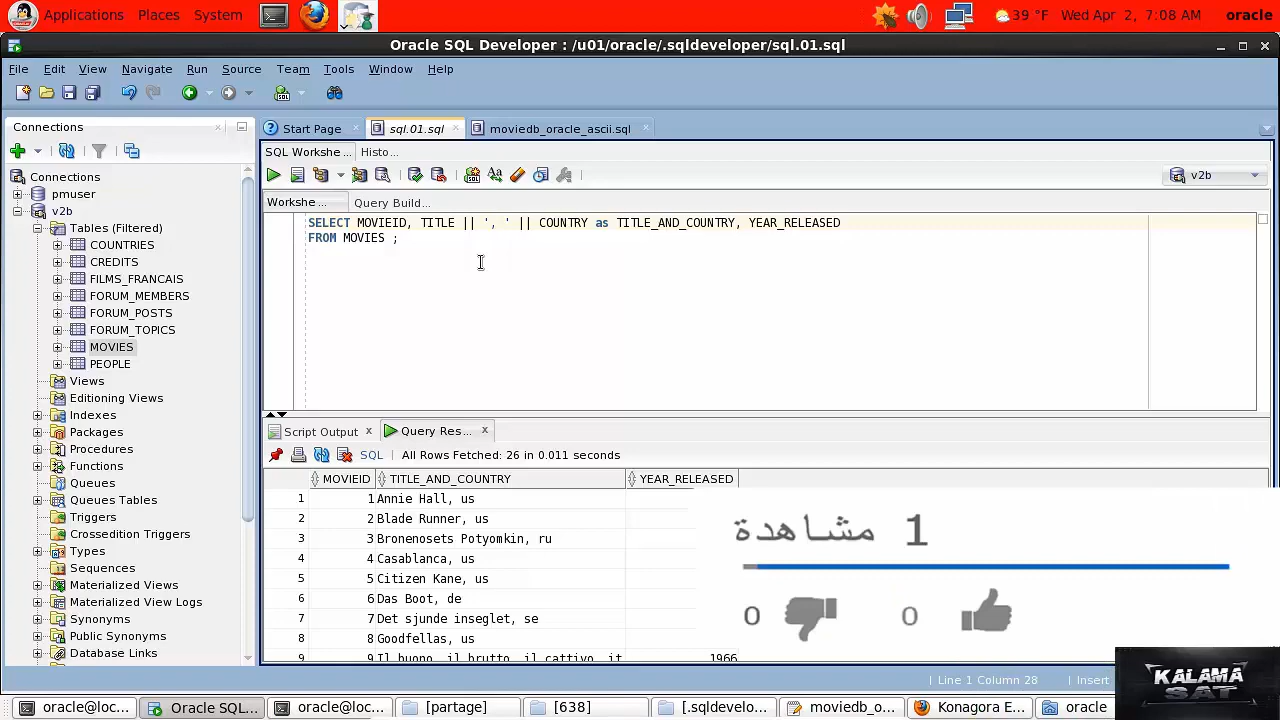 Applications Places System 39 °F Wed Apr 2, 7:08 AM oracle
Oracle SQL Developer : /u01/oracle/.sqldeveloper/sql.01.sql
File Edit View Navigate Run Source Team Tools Window Help
Connections
Start Page sql.01.sql moviedb_oracle_ascii.sql
SQL Workshe... Histo...
v2b
Connections
pmuser
v2b
Tables (Filtered)
COUNTRIES
CREDITS
FILMS_FRANCAIS
FORUM_MEMBERS
FORUM_POSTS
FORUM_TOPICS
MOVIES
PEOPLE
Views
Editioning Views
Indexes
Packages
Procedures
Functions
Queues
Queues Tables
Triggers
Crossedition Triggers
Types
Sequences
Materialized Views
Materialized View Logs
Synonyms
Public Synonyms
Database Links
Workshe... Query Build...
SELECT MOVIEID, TITLE || ', ' || COUNTRY as TITLE_AND_COUNTRY, YEAR_RELEASED
FROM MOVIES ;
Script Output Query Res...
SQL All Rows Fetched: 26 in 0.011 seconds
MOVIEID TITLE_AND_COUNTRY YEAR_RELEASED
1 1 Annie Hall, us
2 2 Blade Runner, us
3 3 Bronenosets Potyomkin, ru
4 4 Casablanca, us
5 5 Citizen Kane, us
6 6 Das Boot, de
7 7 Det sjunde inseglet, se
8 8 Goodfellas, us
9 9 Il buono, il brutto, il cattivo, it 1966
1 مشاهدة
0 0
KALAMA
SAT
Line 1 Column 28 Insert
oracle@loc... Oracle SQL... oracle@loc... [partage] [638] [.sqldevelo... moviedb_o... Konagora E... oracle